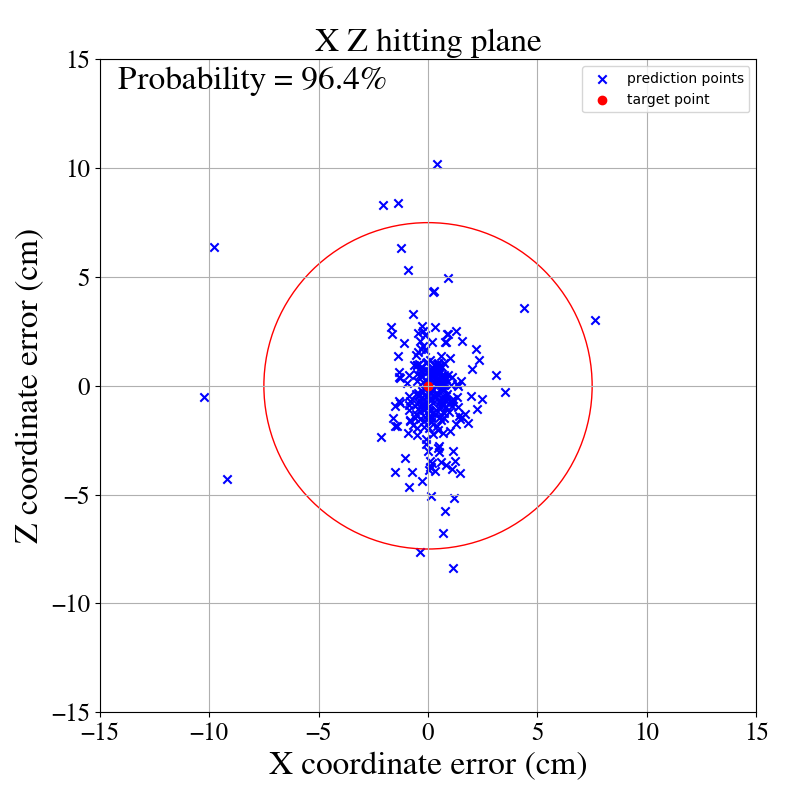 X Z hitting plane
Probability = 96.4%
prediction points
target point
Z coordinate error (cm)
15
10
5
0
−5
−10
−15
−15
−10
−5
0
5
10
15
X coordinate error (cm)